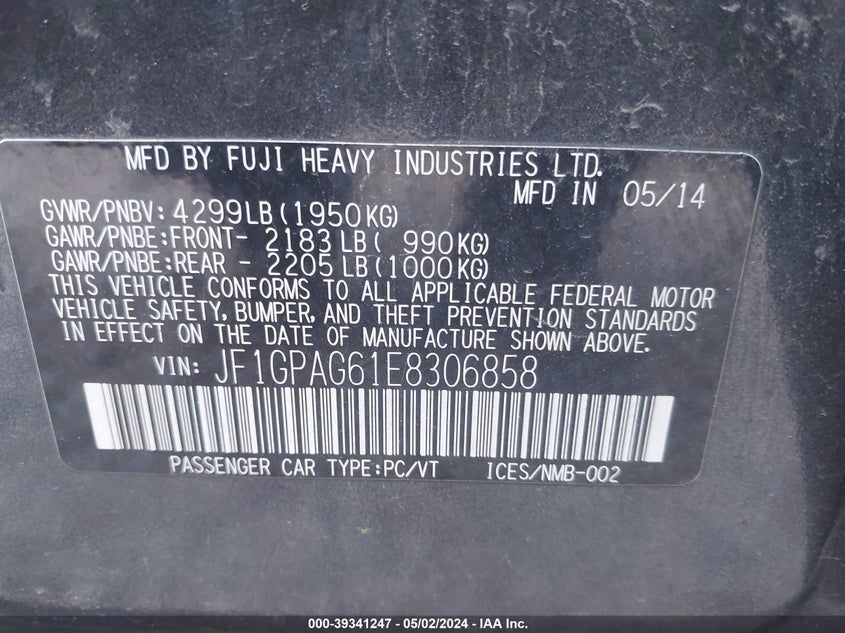 MFD BY FUJI HEAVY INDUSTRIES LTD.
MFD IN 05/14
GVWR/PNBV: 4299LB(1950KG)
GAWR/PNBE:FRONT- 2183LB( 990KG)
GAWR/PNBE:REAR - 2205LB(1000KG)
THIS VEHICLE CONFORMS TO ALL APPLICABLE FEDERAL MOTOR
VEHICLE SAFETY, BUMPER, AND THEFT PREVENTION STANDARDS
IN EFFECT ON THE DATE OF MANUFACTURE SHOWN ABOVE.
VIN: JF1GPAG61E8306858
PASSENGER CAR TYPE:PC/VT ICES/NMB-002
000-39341247 - 05/02/2024 - IAA Inc.